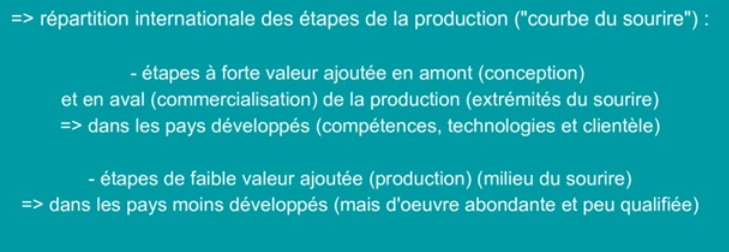 => répartition internationale des étapes de la production ("courbe du sourire") :
- étapes à forte valeur ajoutée en amont (conception)
et en aval (commercialisation) de la production (extrémités du sourire)
=> dans les pays développés (compétences, technologies et clientèle)
- étapes de faible valeur ajoutée (production) (milieu du sourire)
=> dans les pays moins développés (mais d'oeuvre abondante et peu qualifiée)